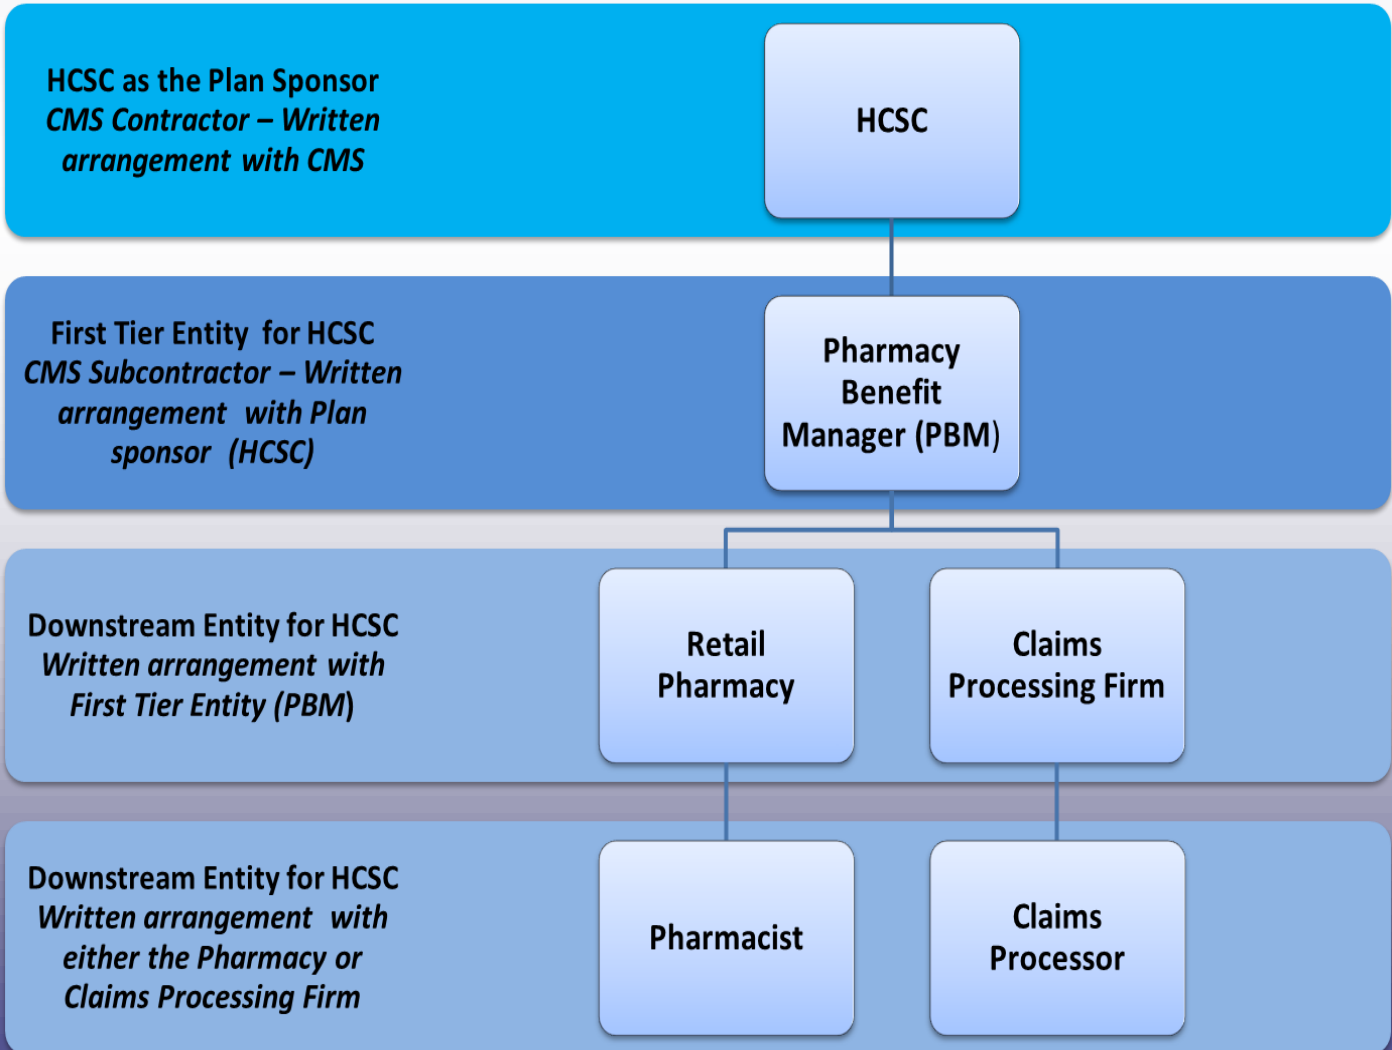 HCSC as the Plan Sponsor
CMS Contractor – Written
arrangement with CMS
HCSC
First Tier Entity for HCSC
CMS Subcontractor – Written
arrangement with Plan
sponsor (HCSC)
Pharmacy
Benefit
Manager (PBM)
Downstream Entity for HCSC
Written arrangement with
First Tier Entity (PBM)
Retail
Pharmacy
Claims
Processing Firm
Downstream Entity for HCSC
Written arrangement with
either the Pharmacy or
Claims Processing Firm
Pharmacist
Claims
Processor